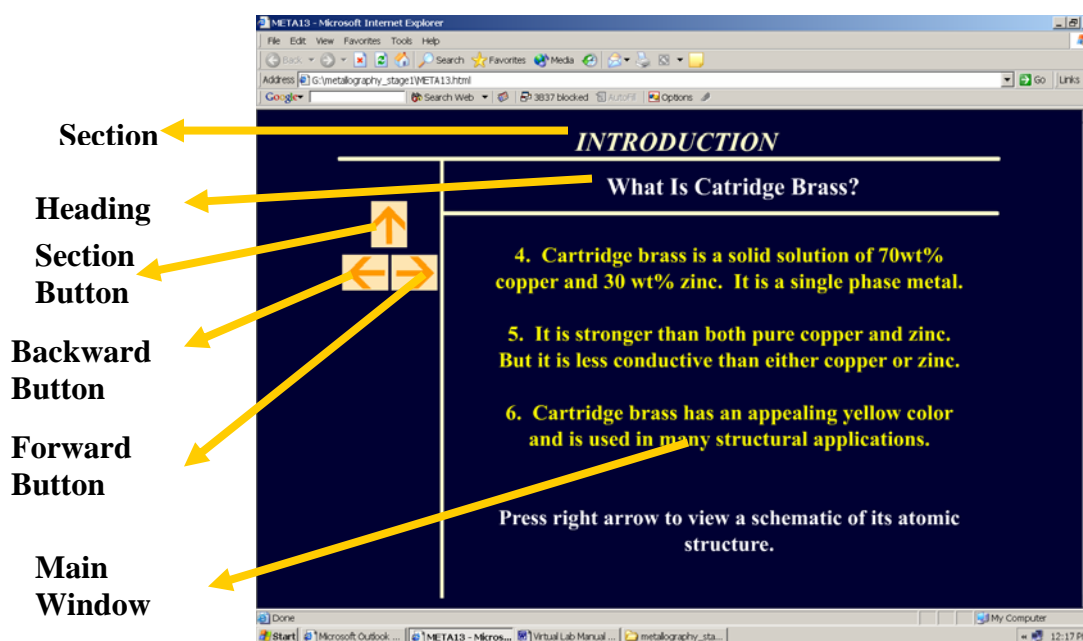 META13 - Microsoft Internet Explorer
File Edit View Favorites Tools Help
Back Search Favorites Media
Address G:\metallography_stage1\META13.html Go Links
Google Search Web 3837 blocked AutoFill Options
Section
INTRODUCTION
Heading
What Is Catridge Brass?
Section
Button
4. Cartridge brass is a solid solution of 70wt%
copper and 30 wt% zinc. It is a single phase metal.
Backward
Button
5. It is stronger than both pure copper and zinc.
But it is less conductive than either copper or zinc.
Forward
Button
6. Cartridge brass has an appealing yellow color
and is used in many structural applications.
Main
Window
Press right arrow to view a schematic of its atomic
structure.
Done My Computer
Start Microsoft Outlook ... META13 - Micros... Virtual Lab Manual ... metallography_sta... 12:17 P